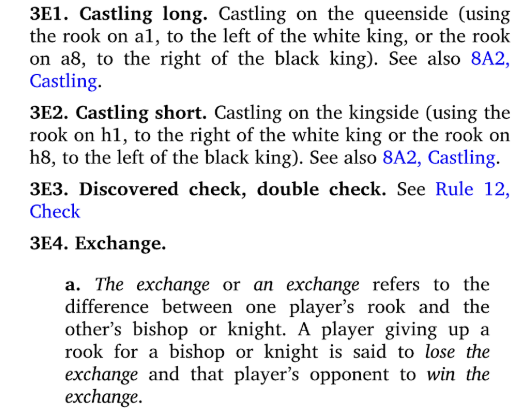 3E1. Castling long. Castling on the queenside (using
the rook on a1, to the left of the white king, or the rook
on a8, to the right of the black king). See also 8A2,
Castling.
3E2. Castling short. Castling on the kingside (using the
rook on h1, to the right of the white king or the rook on
h8, to the left of the black king). See also 8A2, Castling.
3E3. Discovered check, double check. See Rule 12,
Check
3E4. Exchange.
a. The exchange or an exchange refers to the
difference between one player’s rook and the
other’s bishop or knight. A player giving up a
rook for a bishop or knight is said to lose the
exchange and that player’s opponent to win the
exchange.